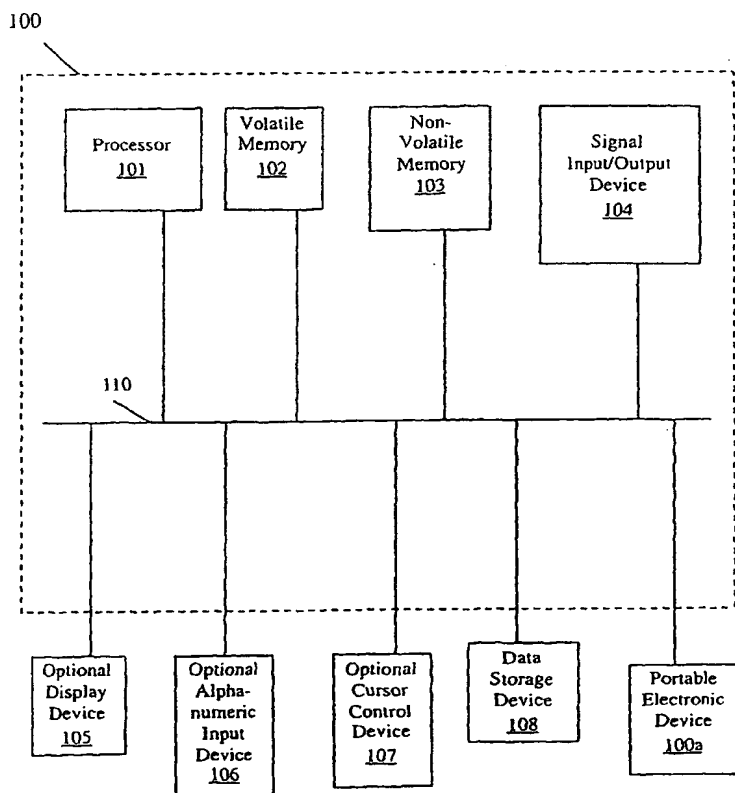 100
Processor
101
Volatile
Memory
102
Non-
Volatile
Memory
103
Signal
Input/Output
Device
104
110
Optional
Display
Device
105
Optional
Alpha-
numeric
Input
Device
106
Optional
Cursor
Control
Device
107
Data
Storage
Device
108
Portable
Electronic
Device
100a